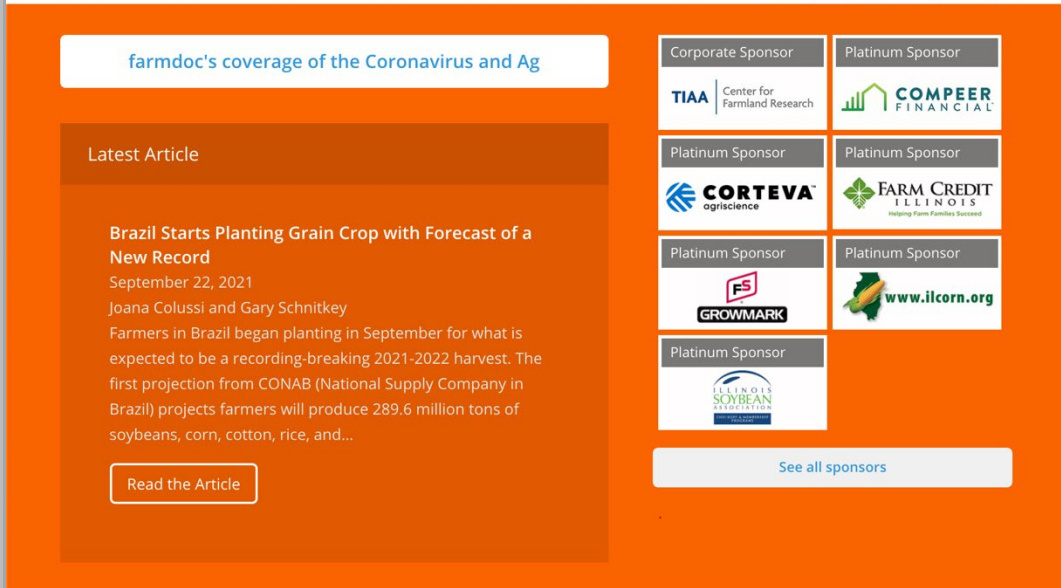 farmdoc's coverage of the Coronavirus and Ag
Latest Article
Brazil Starts Planting Grain Crop with Forecast of a
New Record
September 22, 2021
Joana Colussi and Gary Schnitkey
Farmers in Brazil began planting in September for what is
expected to be a recording-breaking 2021-2022 harvest. The
first projection from CONAB (National Supply Company in
Brazil) projects farmers will produce 289.6 million tons of
soybeans, corn, cotton, rice, and...
Read the Article
Corporate Sponsor
TIAA Center for
Farmland Research
Platinum Sponsor
COMPEER
FINANCIAL
Platinum Sponsor
CORTEVA™
agriscience
Platinum Sponsor
FARM CREDIT
ILLINOIS
Helping Farm Families Succeed
Platinum Sponsor
FS
GROWMARK
Platinum Sponsor
www.ilcorn.org
Platinum Sponsor
ILLINOIS
SOYBEAN
ASSOCIATION
See all sponsors